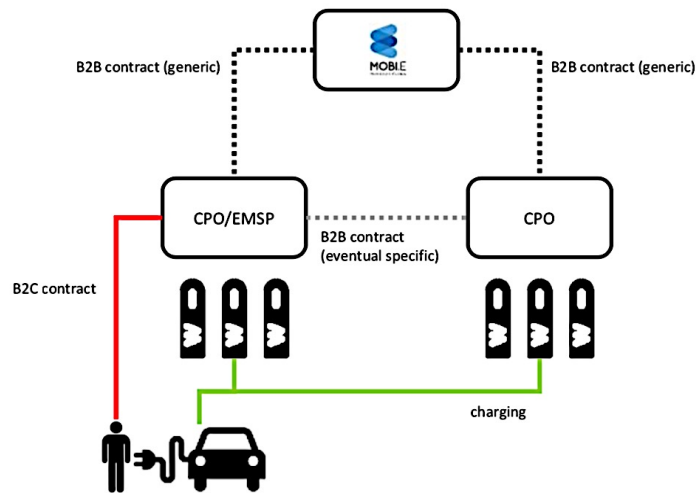 MOBI.E
B2B contract (generic)
B2B contract (generic)
CPO/EMSP
CPO
B2B contract
(eventual specific)
B2C contract
charging